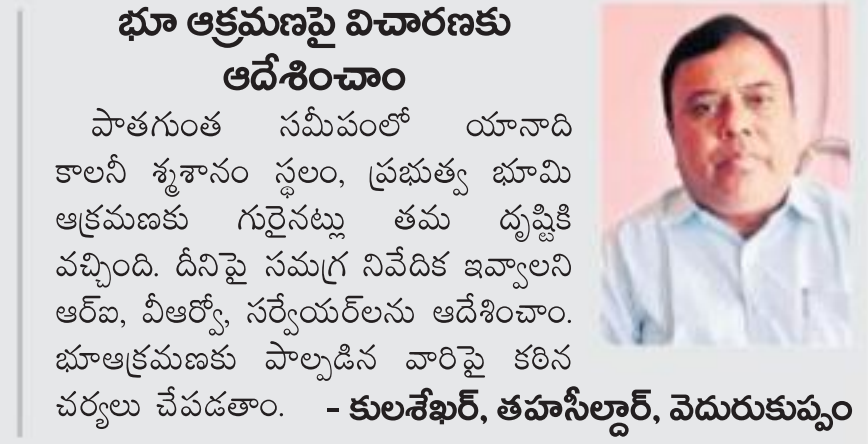 భూ ఆక్రమణపై విచారణకు
ఆదేశించాం
పాతగుంత సమీపంలో యానాది
కాలనీ శ్మశానం స్థలం, ప్రభుత్వ భూమి
ఆక్రమణకు గురైనట్లు తమ దృష్టికి
వచ్చింది. దీనిపై సమగ్ర నివేదిక ఇవ్వాలని
ఆర్ఐ, వీఆర్వో, సర్వేయర్‌లను ఆదేశించాం.
భూఆక్రమణకు పాల్పడిన వారిపై కఠిన
చర్యలు చేపడతాం. - కులశేఖర్, తహసీల్దార్, వెదురుకుప్పం